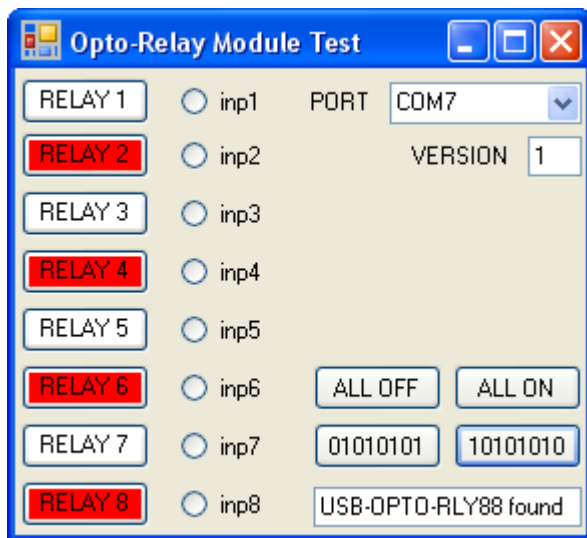 Opto-Relay Module Test
RELAY 1 inp1 PORT COM7
RELAY 2 inp2 VERSION 1
RELAY 3 inp3
RELAY 4 inp4
RELAY 5 inp5
RELAY 6 inp6 ALL OFF ALL ON
RELAY 7 inp7 01010101 10101010
RELAY 8 inp8 USB-OPTO-RLY88 found